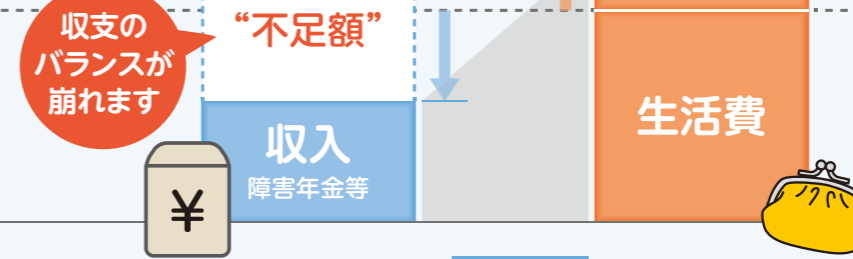 収支の
バランスが
崩れます
“不足額”
収入
障害年金等
¥
生活費